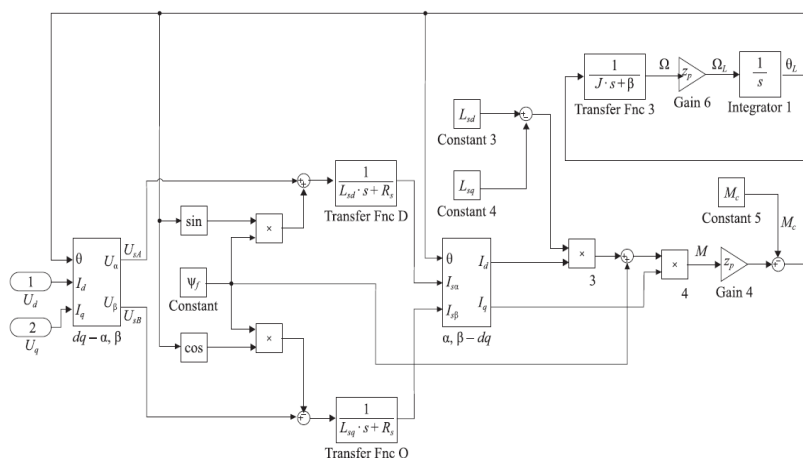 1
J · s + β
Transfer Fnc 3
Ω
z_p
Gain 6
Ω_L
1
s
Integrator 1
θ_L
L_sd
Constant 3
L_sq
Constant 4
M_c
Constant 5
M_c
1
L_sd · s + R_s
Transfer Fnc D
sin
×
Ψ_f
Constant
cos
×
1
L_sq · s + R_s
Transfer Fnc Q
1
U_d
2
U_q
θ
I_d
I_q
U_α
U_β
dq – α, β
U_sA
U_sB
θ
I_sα
I_sβ
I_d
I_q
α, β – dq
×
3
×
4
M
z_p
Gain 4